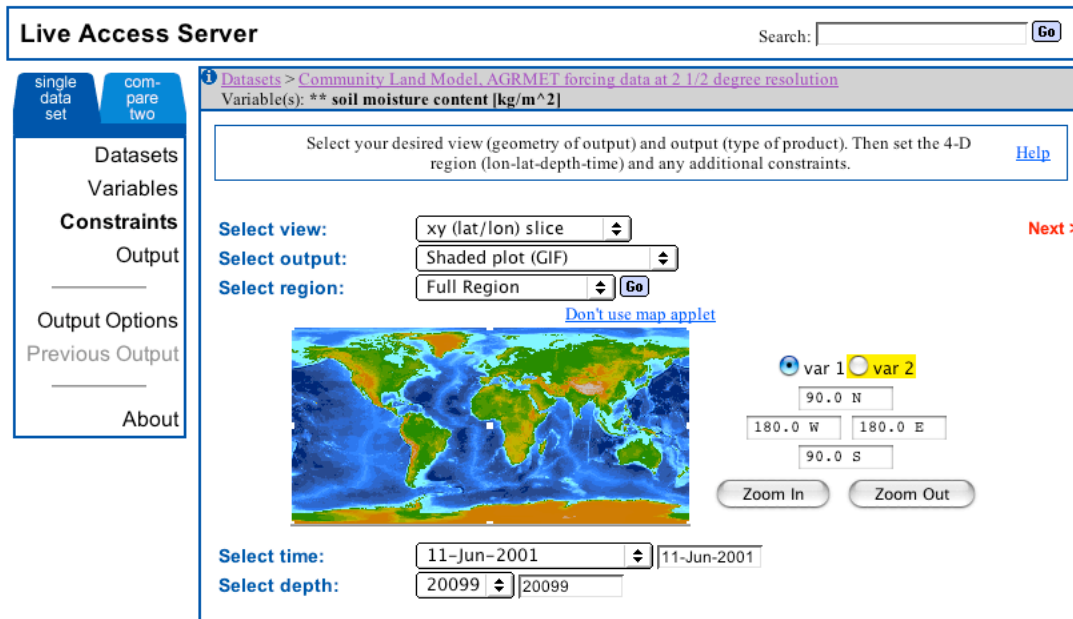 Live Access Server
Search:
Go
single data set
com-pare two
Datasets > Community Land Model, AGRMET forcing data at 2 1/2 degree resolution
Variable(s): ** soil moisture content [kg/m^2]
Datasets
Variables
Constraints
Output
Output Options
Previous Output
About
Select your desired view (geometry of output) and output (type of product). Then set the 4-D
region (lon-lat-depth-time) and any additional constraints.
Help
Select view: xy (lat/lon) slice
Next >
Select output: Shaded plot (GIF)
Select region: Full Region Go
Don't use map applet
var 1 var 2
90.0 N
180.0 W 180.0 E
90.0 S
Zoom In Zoom Out
Select time: 11-Jun-2001 11-Jun-2001
Select depth: 20099 20099